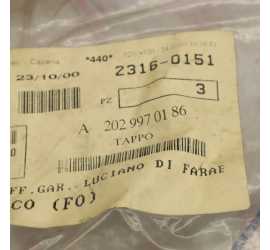 *440*
23/10/00
2316-0151
PZ 3
A 202 997 01 86
TAPPO
FF.GAR..LUCIANO DI FARAE
CO (FO)